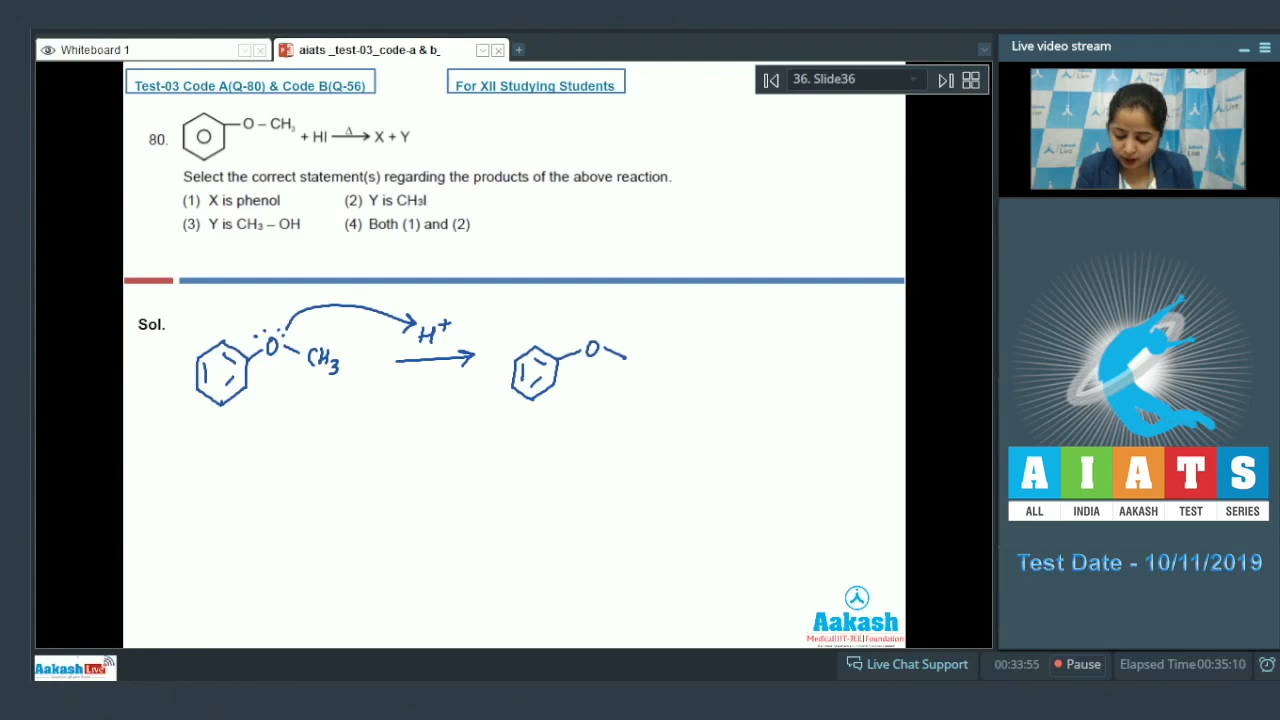 Whiteboard 1
aiats _test-03_code-a & b_
Live video stream
Test-03 Code A(Q-80) & Code B(Q-56)
For XII Studying Students
36. Slide36
80.
O – CH₃ + HI —Δ→ X + Y
Select the correct statement(s) regarding the products of the above reaction.
(1) X is phenol (2) Y is CH₃I
(3) Y is CH₃ – OH (4) Both (1) and (2)
Sol.
O CH₃ H⁺ O
AIATS
ALL INDIA AAKASH TEST SERIES
Test Date - 10/11/2019
Aakash
Medical|IIT-JEE|Foundation
Aakash Live
Live Chat Support 00:33:55 Pause Elapsed Time 00:35:10